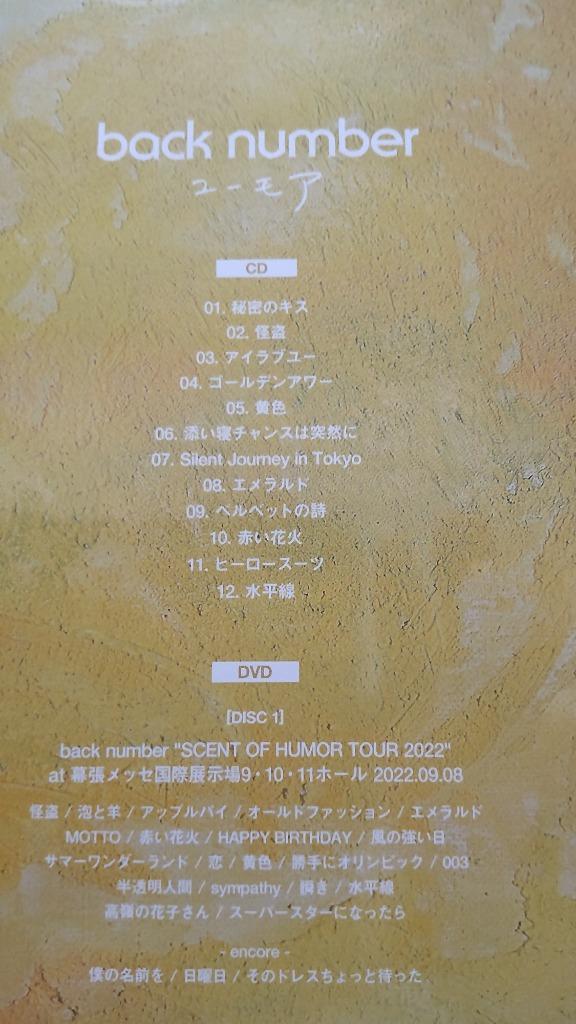 back number
ユーモア
CD
01. 秘密のキス
02. 怪盗
03. アイラブユー
04. ゴールデンアワー
05. 黄色
06. 添い寝チャンスは突然に
07. Silent Journey in Tokyo
08. エメラルド
09. ベルベットの詩
10. 赤い花火
11. ヒーロースーツ
12. 水平線
DVD
[DISC 1]
back number "SCENT OF HUMOR TOUR 2022"
at 幕張メッセ国際展示場9・10・11ホール 2022.09.08
怪盗 / 泡と羊 / アップルパイ / オールドファッション / エメラルド
MOTTO / 赤い花火 / HAPPY BIRTHDAY / 風の強い日
サマーワンダーランド / 恋 / 黄色 / 勝手にオリンピック / 003
半透明人間 / sympathy / 瞬き / 水平線
高嶺の花子さん / スーパースターになったら
- encore -
僕の名前を / 日曜日 / そのドレスちょっと待った